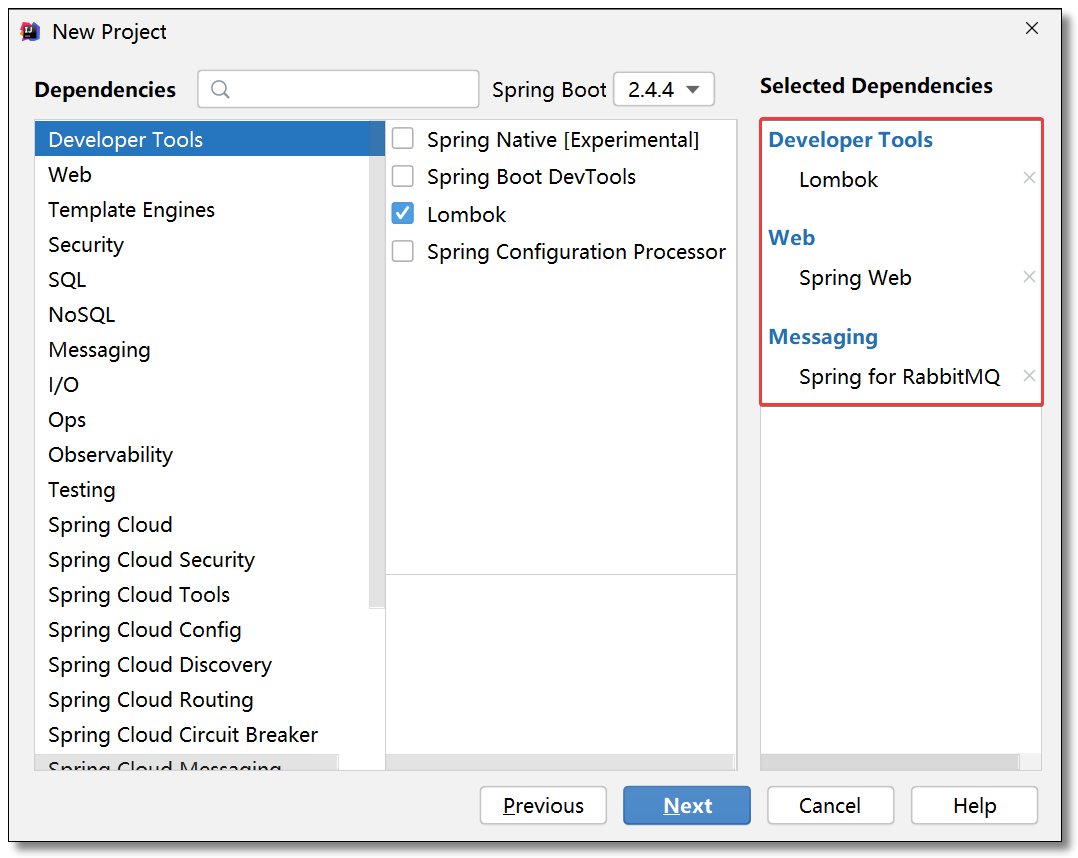 New Project
Dependencies
Spring Boot 2.4.4
Selected Dependencies
Developer Tools
Web
Template Engines
Security
SQL
NoSQL
Messaging
I/O
Ops
Observability
Testing
Spring Cloud
Spring Cloud Security
Spring Cloud Tools
Spring Cloud Config
Spring Cloud Discovery
Spring Cloud Routing
Spring Cloud Circuit Breaker
Spring Cloud Messaging
Spring Native [Experimental]
Spring Boot DevTools
Lombok
Spring Configuration Processor
Developer Tools
Lombok
Web
Spring Web
Messaging
Spring for RabbitMQ
Previous
Next
Cancel
Help